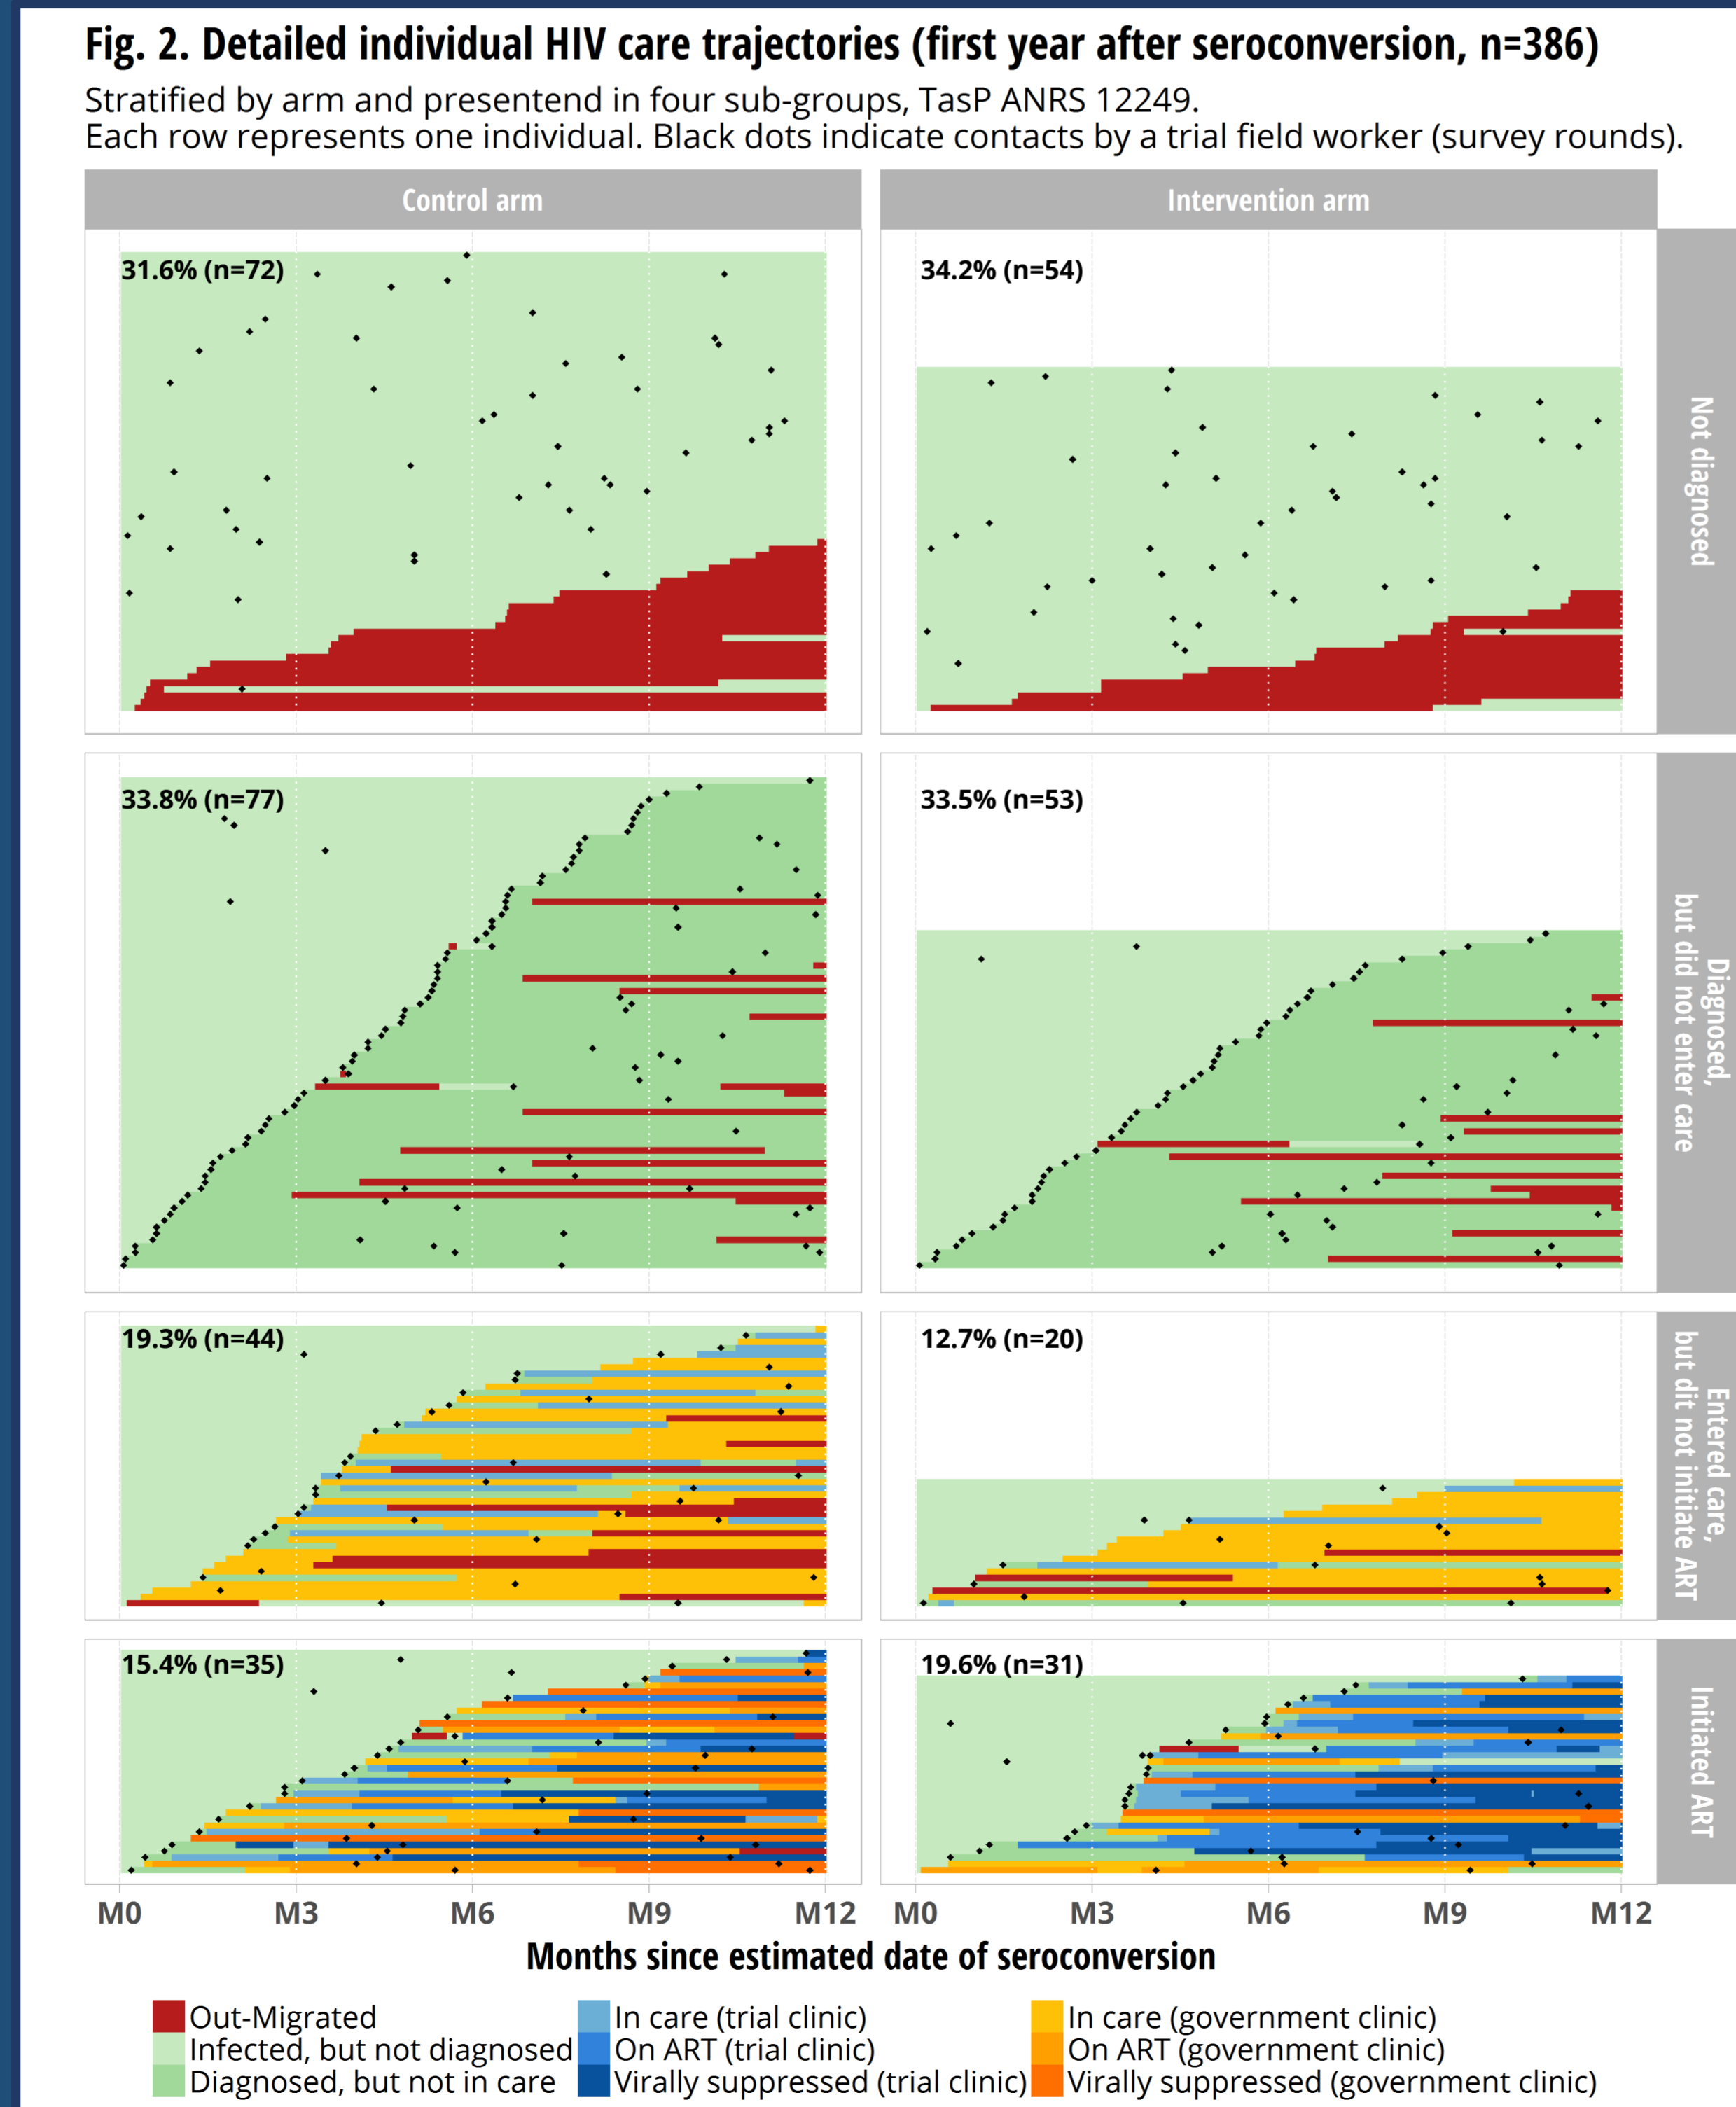 Fig. 2. Detailed individual HIV care trajectories (first year after seroconversion, n=386)
Stratified by arm and presentend in four sub-groups, TasP ANRS 12249.
Each row represents one individual. Black dots indicate contacts by a trial field worker (survey rounds).
Control arm
Intervention arm
31.6% (n=72)
34.2% (n=54)
Not diagnosed
33.8% (n=77)
33.5% (n=53)
Diagnosed,
but did not enter care
19.3% (n=44)
12.7% (n=20)
Entered care,
but dit not initiate ART
15.4% (n=35)
19.6% (n=31)
Initiated ART
M0 M3 M6 M9 M12 M0 M3 M6 M9 M12
Months since estimated date of seroconversion
Out-Migrated
Infected, but not diagnosed
Diagnosed, but not in care
In care (trial clinic)
On ART (trial clinic)
Virally suppressed (trial clinic)
In care (government clinic)
On ART (government clinic)
Virally suppressed (government clinic)